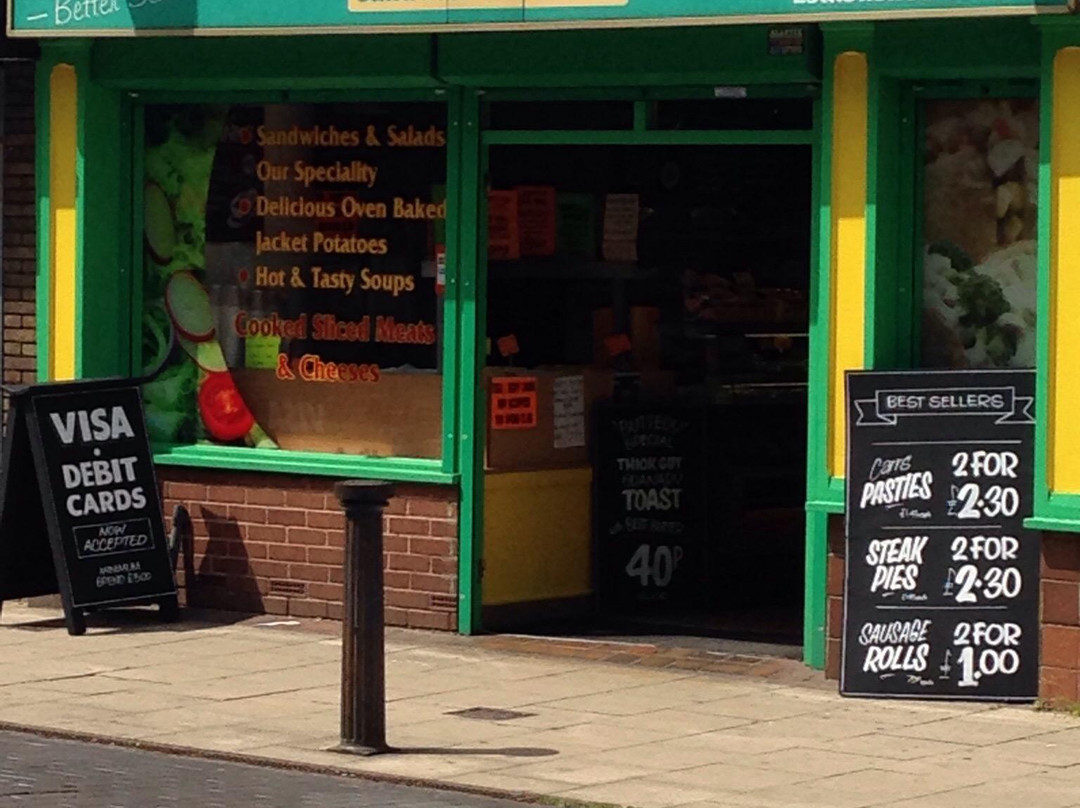 — Better
Sandwiches & Salads
Our Speciality
Delicious Oven Baked
Jacket Potatoes
Hot & Tasty Soups
Cooked Sliced Meats
& Cheeses
VISA
•
DEBIT
CARDS
NOW
ACCEPTED
MINIMUM
SPEND £5.00
SPECIAL
THICK CUT
TOAST
40P
BEST SELLERS
PASTIES
2 FOR
£2.30
STEAK
PIES
2 FOR
£2.30
SAUSAGE
ROLLS
2 FOR
£1.00